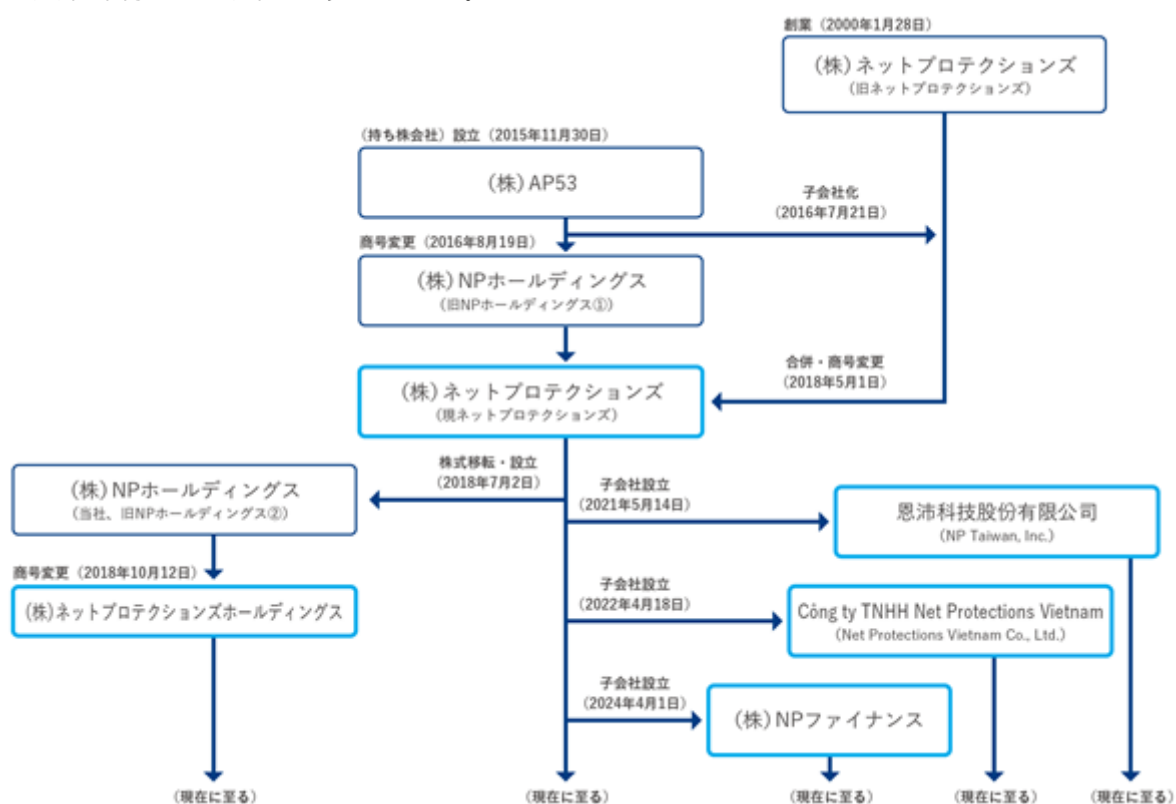 創業（2000年1月28日）
（株）ネットプロテクションズ
（旧ネットプロテクションズ）
（持ち株会社）設立（2015年11月30日）
（株）AP53
子会社化
（2016年7月21日）
商号変更（2016年8月19日）
（株）NPホールディングス
（旧NPホールディングス①）
合併・商号変更
（2018年5月1日）
（株）ネットプロテクションズ
（現ネットプロテクションズ）
株式移転・設立
（2018年7月2日）
（株）NPホールディングス
（当社、旧NPホールディングス②）
子会社設立
（2021年5月14日）
恩沛科技股份有限公司
（NP Taiwan, Inc.）
商号変更（2018年10月12日）
（株）ネットプロテクションズホールディングス
子会社設立
（2022年4月18日）
Công ty TNHH Net Protections Vietnam
（Net Protections Vietnam Co., Ltd.）
子会社設立
（2024年4月1日）
（株）NPファイナンス
（現在に至る）
（現在に至る）
（現在に至る）
（現在に至る）
（現在に至る）